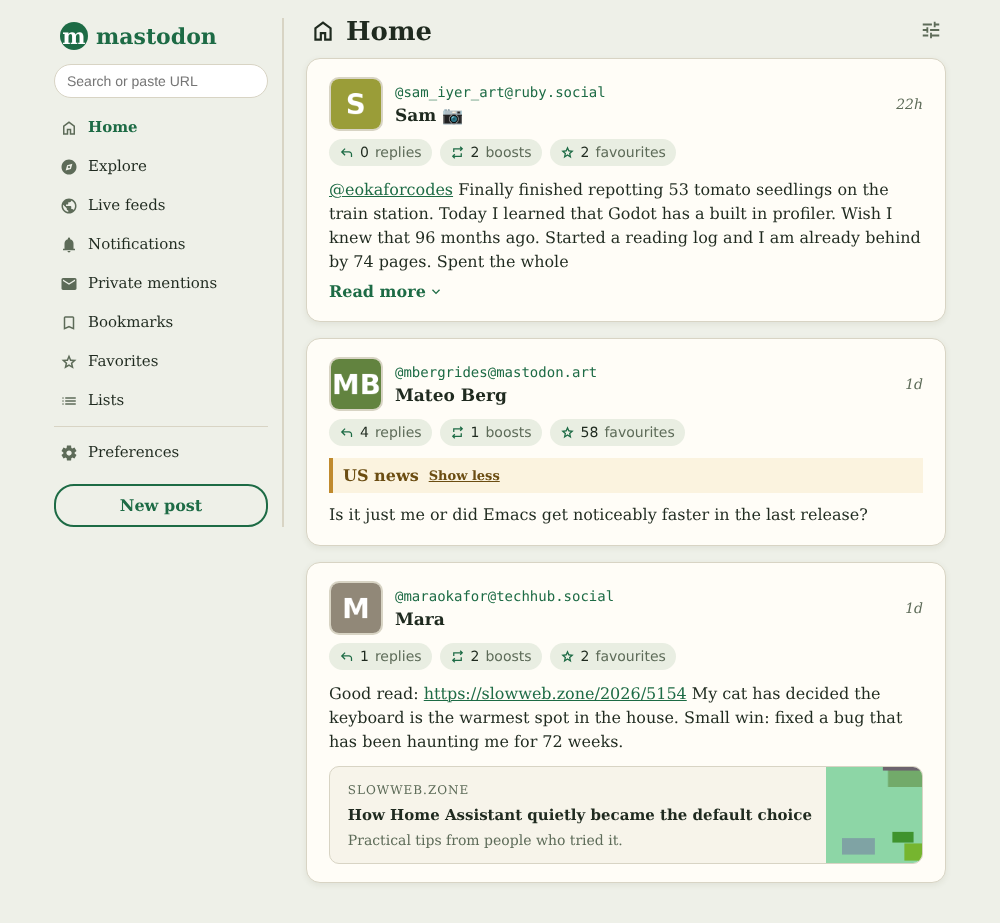 mastodon
Search or paste URL
Home
Explore
Live feeds
Notifications
Private mentions
Bookmarks
Favorites
Lists
Preferences
New post
Home
S
@sam_iyer_art@ruby.social
Sam 📷
22h
0 replies
2 boosts
2 favourites
@eokaforcodes Finally finished repotting 53 tomato seedlings on the
train station. Today I learned that Godot has a built in profiler. Wish I
knew that 96 months ago. Started a reading log and I am already behind
by 74 pages. Spent the whole
Read more
MB
@mbergrides@mastodon.art
Mateo Berg
1d
4 replies
1 boosts
58 favourites
US news Show less
Is it just me or did Emacs get noticeably faster in the last release?
M
@maraokafor@techhub.social
Mara
1d
1 replies
2 boosts
2 favourites
Good read: https://slowweb.zone/2026/5154 My cat has decided the
keyboard is the warmest spot in the house. Small win: fixed a bug that
has been haunting me for 72 weeks.
SLOWWEB.ZONE
How Home Assistant quietly became the default choice
Practical tips from people who tried it.